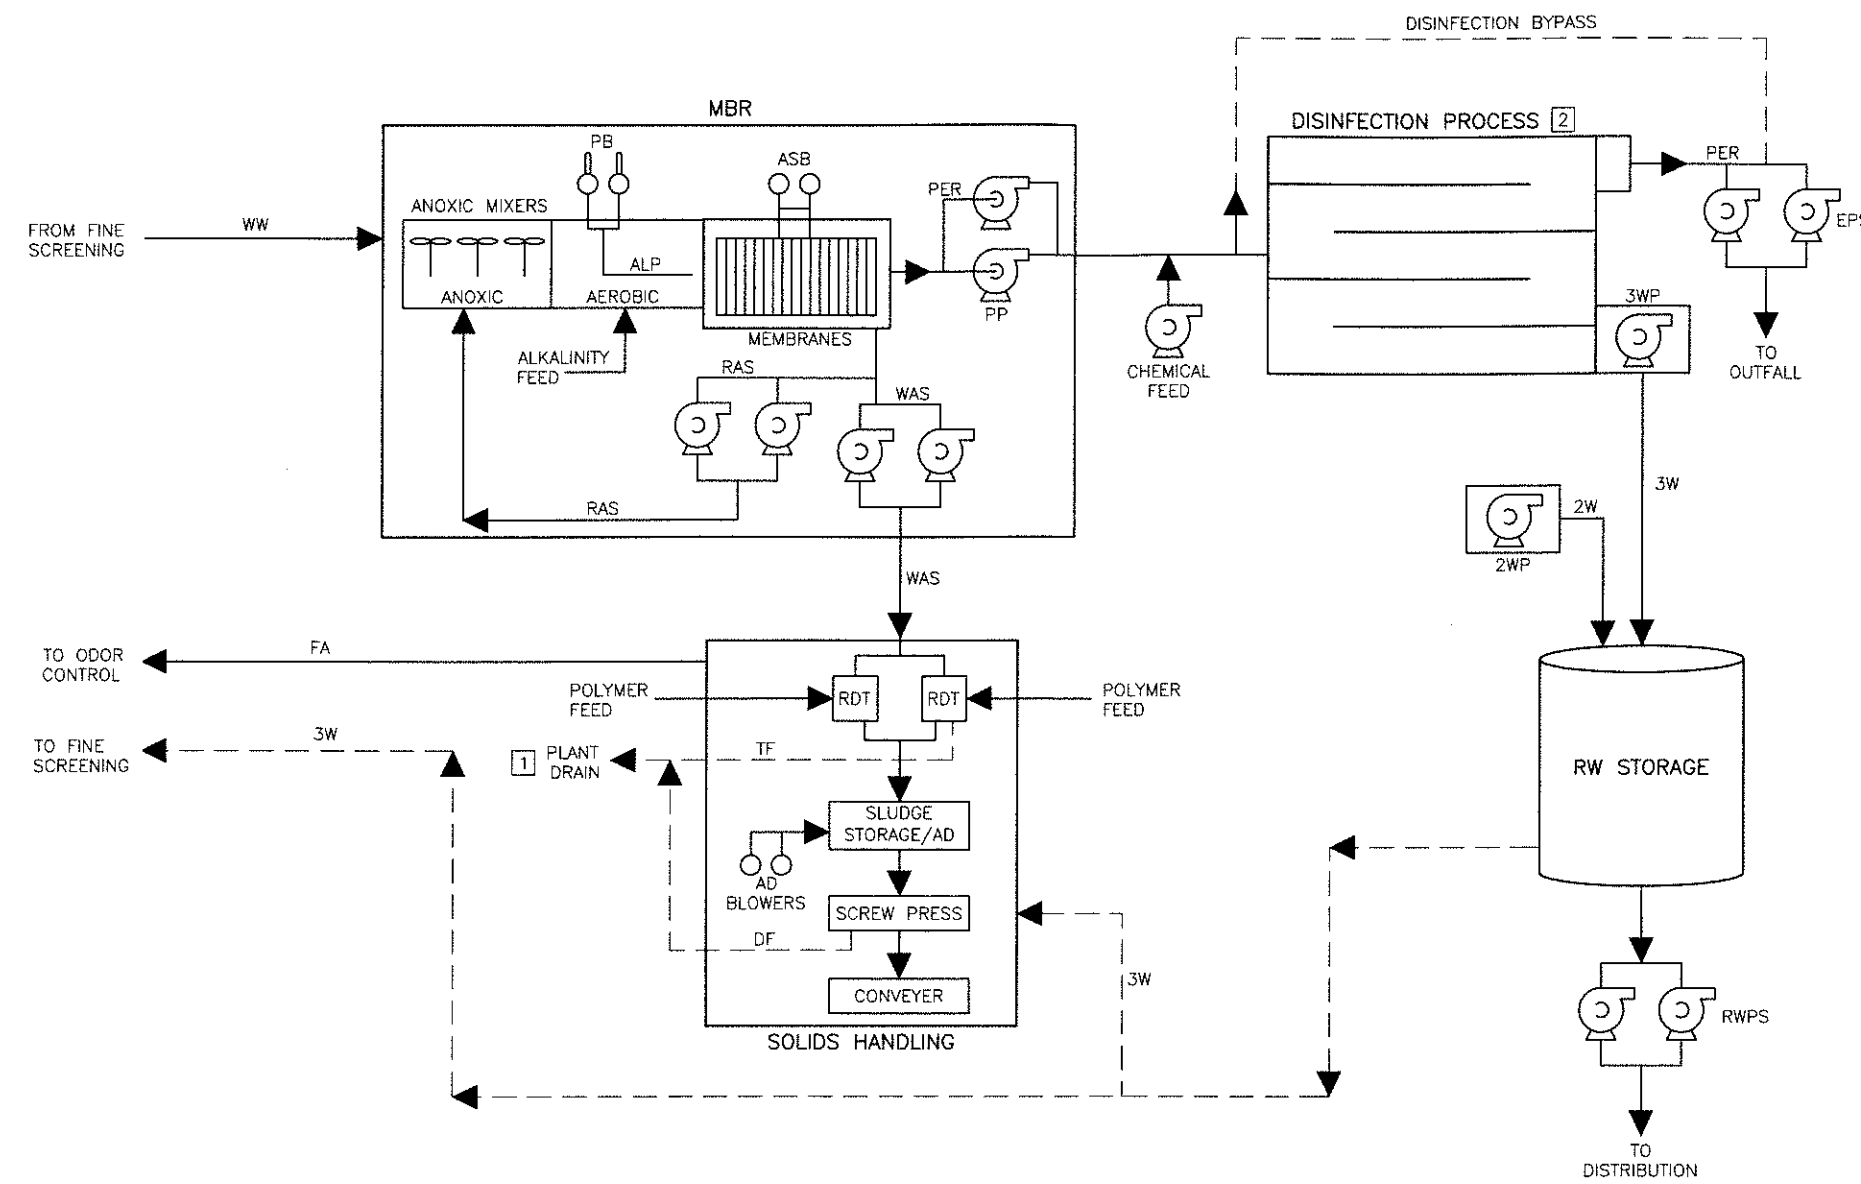 DISINFECTION BYPASS
MBR
DISINFECTION PROCESS 2
PB
ASB
PER
PER
ANOXIC MIXERS
WW
FROM FINE
SCREENING
EPS
ALP
ANOXIC
AEROBIC
PP
3WP
MEMBRANES
ALKALINITY
FEED
RAS
CHEMICAL
FEED
TO
OUTFALL
WAS
RAS
3W
2W
2WP
WAS
FA
TO ODOR
CONTROL
POLYMER
FEED
RDT
RDT
POLYMER
FEED
3W
TO FINE
SCREENING
1 PLANT
DRAIN
TF
RW STORAGE
SLUDGE
STORAGE/AD
AD
BLOWERS
SCREW PRESS
DF
3W
CONVEYER
RWPS
SOLIDS HANDLING
TO
DISTRIBUTION